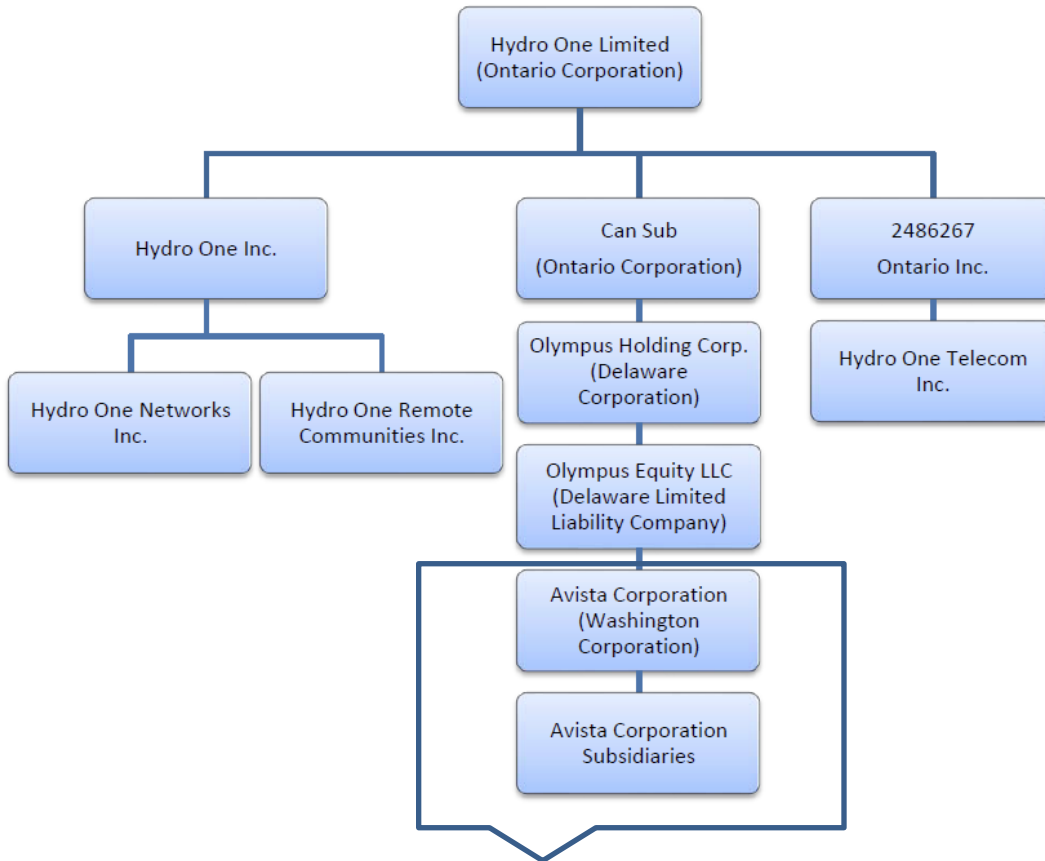 Hydro One Limited
(Ontario Corporation)
Hydro One Inc.
Can Sub
(Ontario Corporation)
2486267
Ontario Inc.
Olympus Holding Corp.
(Delaware
Corporation)
Hydro One Telecom
Inc.
Hydro One Networks
Inc.
Hydro One Remote
Communities Inc.
Olympus Equity LLC
(Delaware Limited
Liability Company)
Avista Corporation
(Washington
Corporation)
Avista Corporation
Subsidiaries